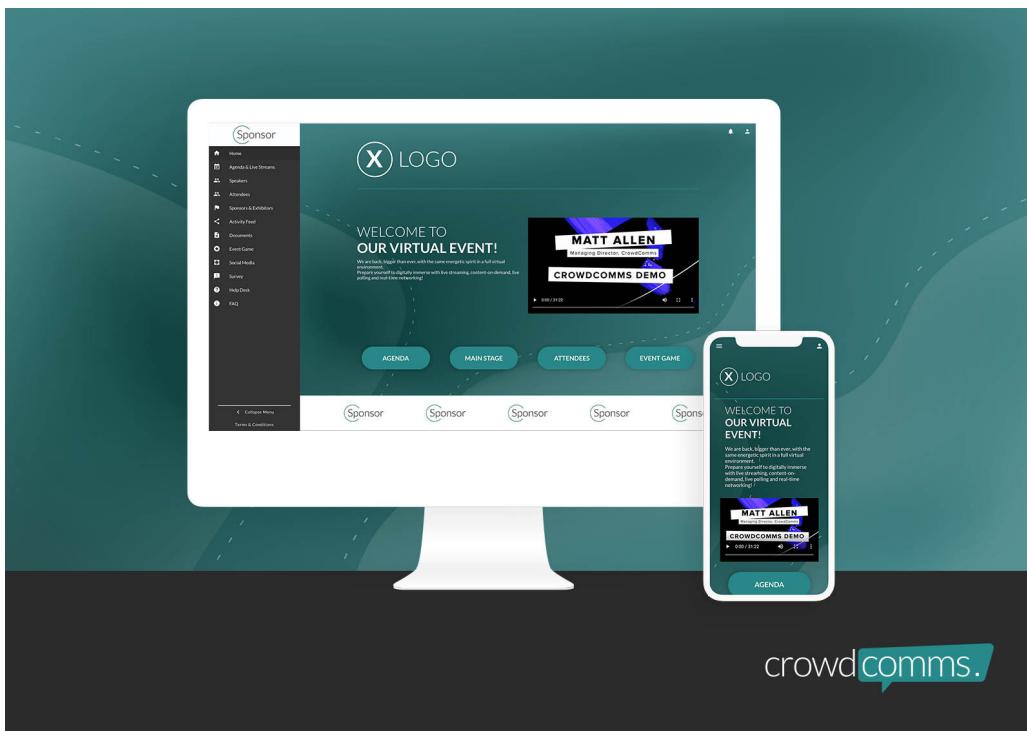 Sponsor
Home
Agenda & Live Streams
Speakers
Attendees
Sponsors & Exhibitors
Activity Feed
Documents
Event Game
Social Media
Survey
Help Desk
FAQ
Collapse Menu
Terms & Conditions
X LOGO
WELCOME TO
OUR VIRTUAL EVENT!
We are back, bigger than ever, with the same energetic spirit in a full virtual
environment.
Prepare yourself to digitally immerse with live streaming, content-on-demand, live
polling and real-time networking!
MATT ALLEN
Managing Director, CrowdComms
CROWDCOMMS DEMO
0:00 / 31:22
AGENDA
MAIN STAGE
ATTENDEES
EVENT GAME
Sponsor
Sponsor
Sponsor
Sponsor
Spons
X LOGO
WELCOME TO
OUR VIRTUAL
EVENT!
We are back, bigger than ever, with the
same energetic spirit in a full virtual
environment.
Prepare yourself to digitally immerse
with live streaming, content-on-
demand, live polling and real-time
networking!
MATT ALLEN
Managing Director, CrowdComms
CROWDCOMMS DEMO
0:00 / 31:22
AGENDA
crowd comms.